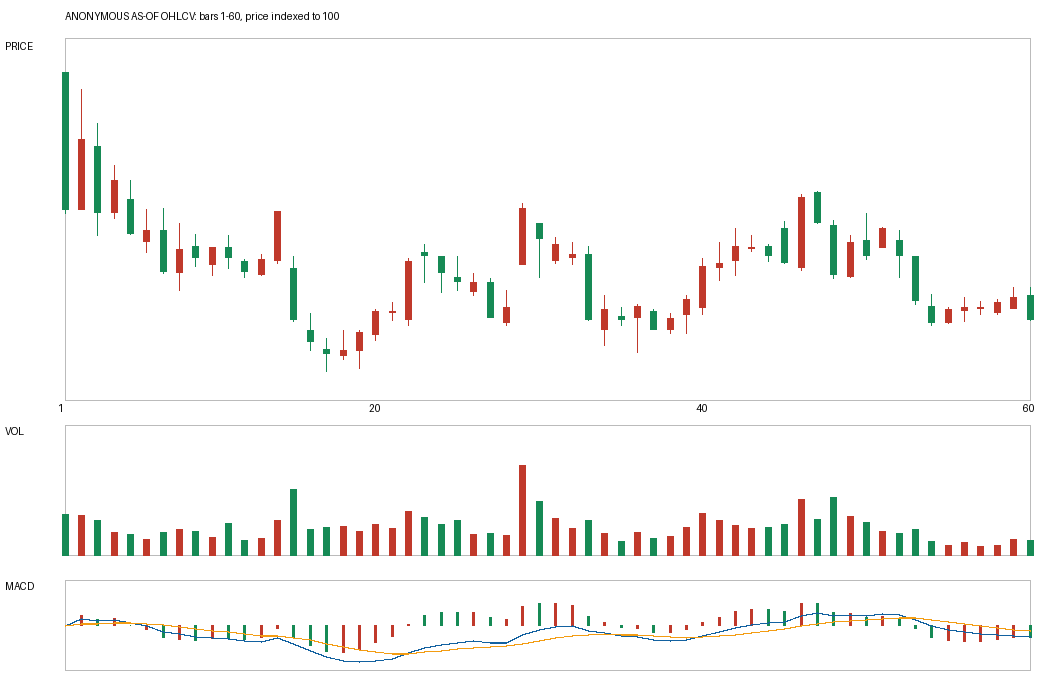 ANONYMOUS AS-OF OHLCV: bars 1-60, price indexed to 100
PRICE
1 20 40 60
VOL
MACD